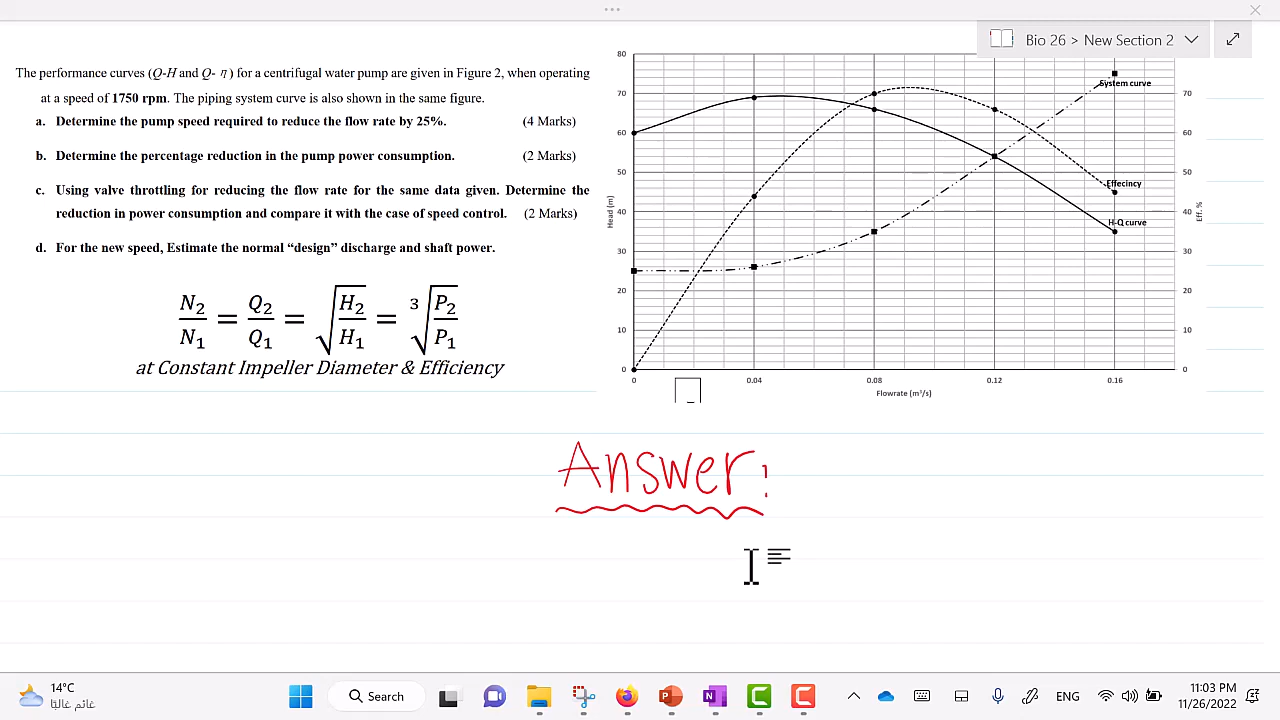 Bio 26 > New Section 2
The performance curves (Q-H and Q- η) for a centrifugal water pump are given in Figure 2, when operating
at a speed of 1750 rpm. The piping system curve is also shown in the same figure.
a. Determine the pump speed required to reduce the flow rate by 25%. (4 Marks)
b. Determine the percentage reduction in the pump power consumption. (2 Marks)
c. Using valve throttling for reducing the flow rate for the same data given. Determine the
reduction in power consumption and compare it with the case of speed control. (2 Marks)
d. For the new speed, Estimate the normal “design” discharge and shaft power.
N₂/N₁ = Q₂/Q₁ = √(H₂/H₁) = ³√(P₂/P₁)
at Constant Impeller Diameter & Efficiency
80
70
60
50
40
30
20
10
0
Head (m)
0 0.04 0.08 0.12 0.16
Flowrate (m³/s)
70
60
50
40
30
20
10
0
Eff. %
System curve
Effecincy
H-Q curve
Answer:
14°C
غائم غالبًا
Search
ENG
11:03 PM
11/26/2022